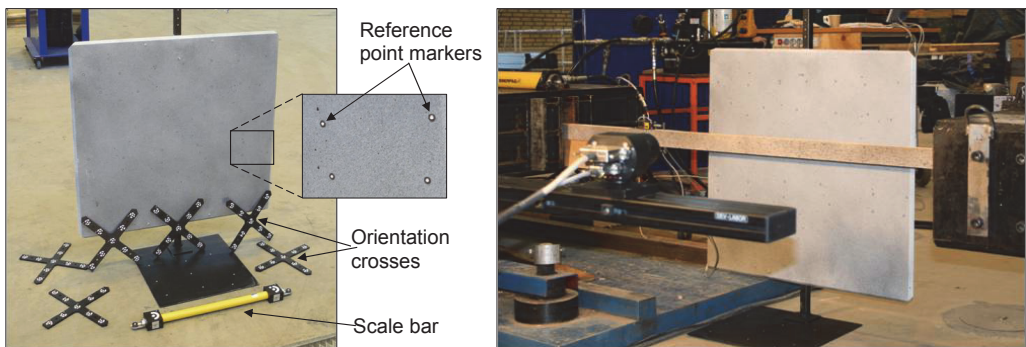 Reference
point markers
Orientation
crosses
Scale bar